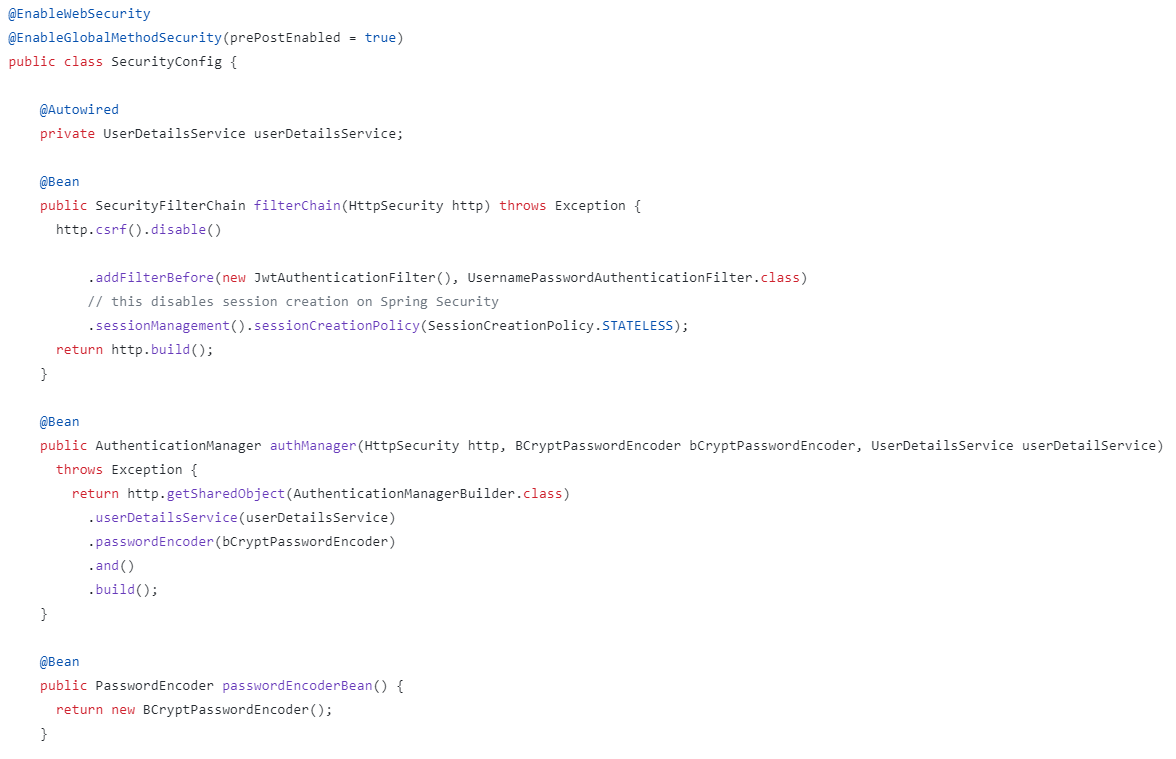 @EnableWebSecurity
@EnableGlobalMethodSecurity(prePostEnabled = true)
public class SecurityConfig {
@Autowired
private UserDetailsService userDetailsService;
@Bean
public SecurityFilterChain filterChain(HttpSecurity http) throws Exception {
http.csrf().disable()
.addFilterBefore(new JwtAuthenticationFilter(), UsernamePasswordAuthenticationFilter.class)
// this disables session creation on Spring Security
.sessionManagement().sessionCreationPolicy(SessionCreationPolicy.STATELESS);
return http.build();
}
@Bean
public AuthenticationManager authManager(HttpSecurity http, BCryptPasswordEncoder bCryptPasswordEncoder, UserDetailsService userDetailService)
throws Exception {
return http.getSharedObject(AuthenticationManagerBuilder.class)
.userDetailsService(userDetailsService)
.passwordEncoder(bCryptPasswordEncoder)
.and()
.build();
}
@Bean
public PasswordEncoder passwordEncoderBean() {
return new BCryptPasswordEncoder();
}